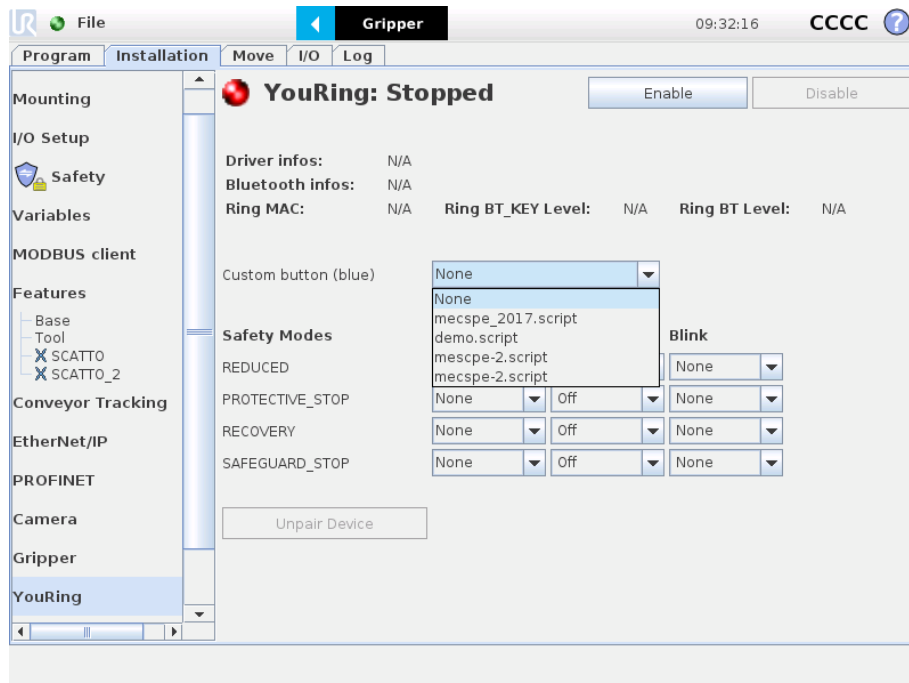 UR File Gripper 09:32:16 CCCC ?
Program Installation Move I/O Log
Mounting
I/O Setup
Safety
Variables
MODBUS client
Features
Base
Tool
SCATTO
SCATTO_2
Conveyor Tracking
EtherNet/IP
PROFINET
Camera
Gripper
YouRing
YouRing: Stopped Enable Disable
Driver infos: N/A
Bluetooth infos: N/A
Ring MAC: N/A Ring BT_KEY Level: N/A Ring BT Level: N/A
Custom button (blue) None
None
mecspe_2017.script
demo.script
mescpe-2.script
mecspe-2.script
Safety Modes Blink
REDUCED None
PROTECTIVE_STOP None Off None
RECOVERY None Off None
SAFEGUARD_STOP None Off None
Unpair Device